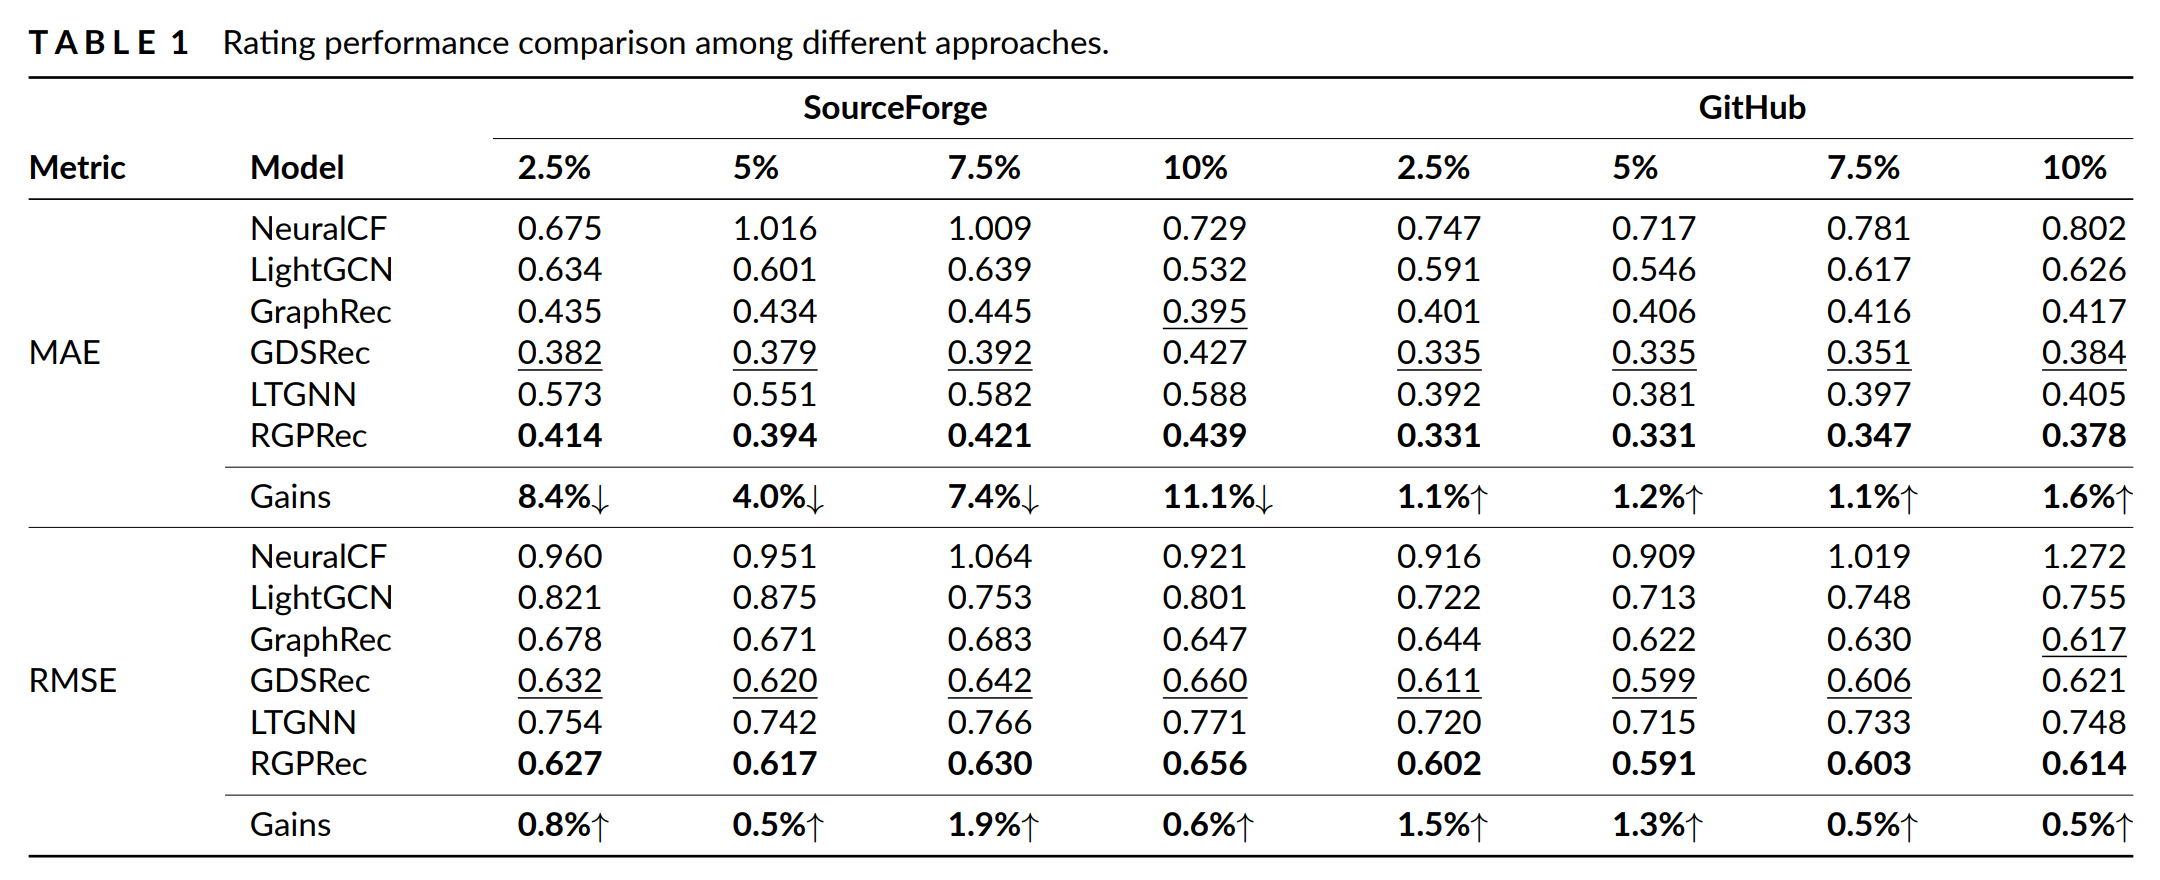 TABLE 1 Rating performance comparison among different approaches.
SourceForge GitHub
Metric Model 2.5% 5% 7.5% 10% 2.5% 5% 7.5% 10%
NeuralCF 0.675 1.016 1.009 0.729 0.747 0.717 0.781 0.802
LightGCN 0.634 0.601 0.639 0.532 0.591 0.546 0.617 0.626
GraphRec 0.435 0.434 0.445 0.395 0.401 0.406 0.416 0.417
MAE GDSRec 0.382 0.379 0.392 0.427 0.335 0.335 0.351 0.384
LTGNN 0.573 0.551 0.582 0.588 0.392 0.381 0.397 0.405
RGPRec 0.414 0.394 0.421 0.439 0.331 0.331 0.347 0.378
Gains 8.4%↓ 4.0%↓ 7.4%↓ 11.1%↓ 1.1%↑ 1.2%↑ 1.1%↑ 1.6%↑
NeuralCF 0.960 0.951 1.064 0.921 0.916 0.909 1.019 1.272
LightGCN 0.821 0.875 0.753 0.801 0.722 0.713 0.748 0.755
GraphRec 0.678 0.671 0.683 0.647 0.644 0.622 0.630 0.617
RMSE GDSRec 0.632 0.620 0.642 0.660 0.611 0.599 0.606 0.621
LTGNN 0.754 0.742 0.766 0.771 0.720 0.715 0.733 0.748
RGPRec 0.627 0.617 0.630 0.656 0.602 0.591 0.603 0.614
Gains 0.8%↑ 0.5%↑ 1.9%↑ 0.6%↑ 1.5%↑ 1.3%↑ 0.5%↑ 0.5%↑